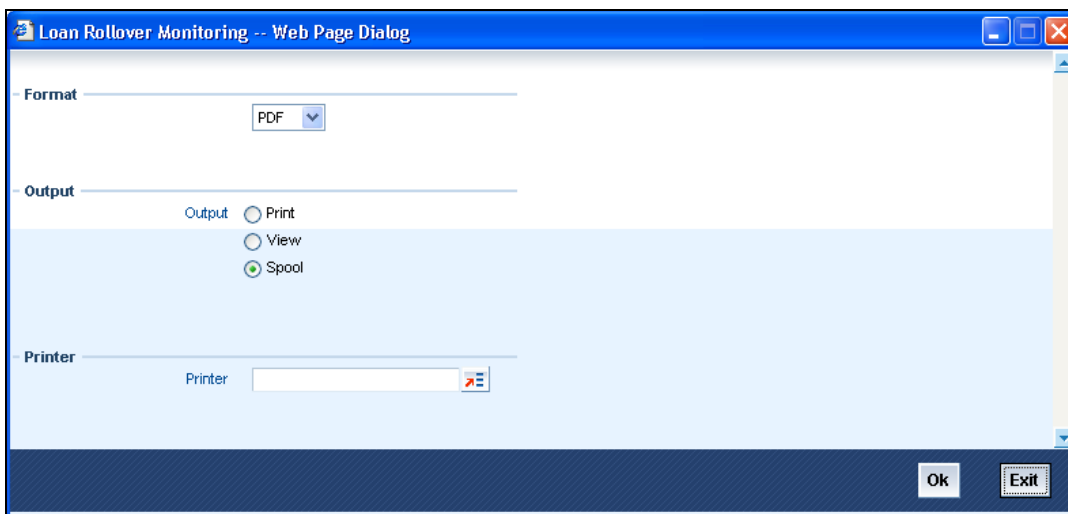 Loan Rollover Monitoring -- Web Page Dialog
Format
PDF
Output
Output Print
View
Spool
Printer
Printer
Ok Exit